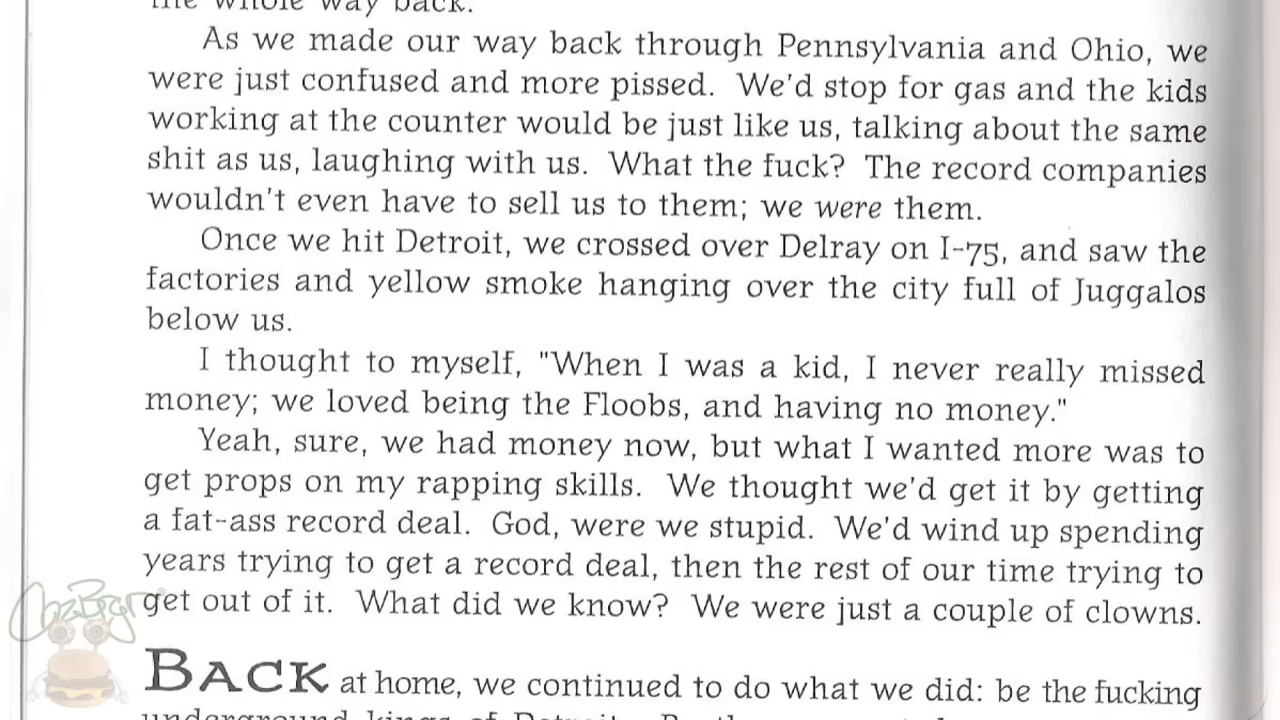 the whole way back.
As we made our way back through Pennsylvania and Ohio, we
were just confused and more pissed. We'd stop for gas and the kids
working at the counter would be just like us, talking about the same
shit as us, laughing with us. What the fuck? The record companies
wouldn't even have to sell us to them; we were them.
Once we hit Detroit, we crossed over Delray on I-75, and saw the
factories and yellow smoke hanging over the city full of Juggalos
below us.
I thought to myself, "When I was a kid, I never really missed
money; we loved being the Floobs, and having no money."
Yeah, sure, we had money now, but what I wanted more was to
get props on my rapping skills. We thought we'd get it by getting
a fat-ass record deal. God, were we stupid. We'd wind up spending
years trying to get a record deal, then the rest of our time trying to
get out of it. What did we know? We were just a couple of clowns.
BACK at home, we continued to do what we did: be the fucking
underground kings of Detroit.